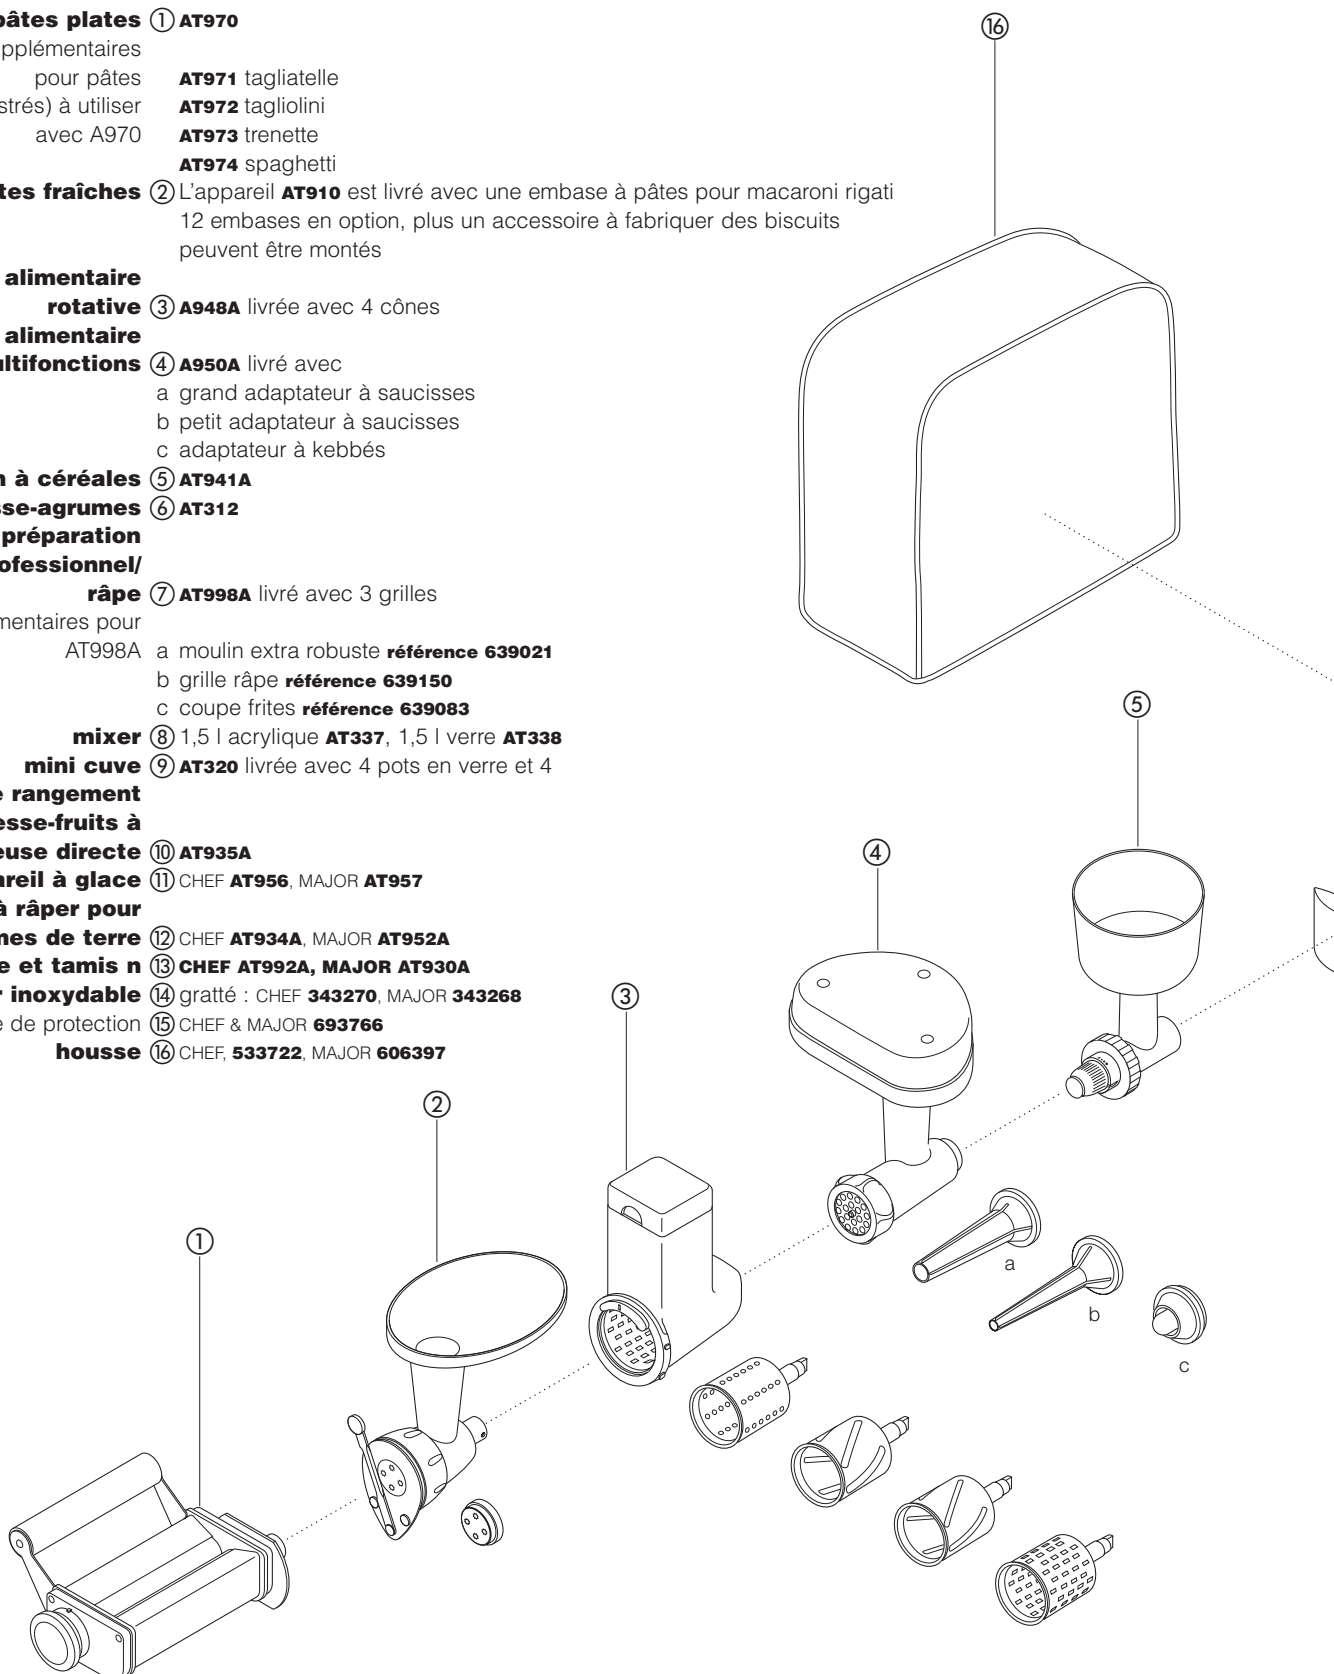 pâtes plates ① AT970
pplémentaires
pour pâtes AT971 tagliatelle
strés) à utiliser AT972 tagliolini
avec A970 AT973 trenette
AT974 spaghetti
tes fraîches ② L'appareil AT910 est livré avec une embase à pâtes pour macaroni rigati
12 embases en option, plus un accessoire à fabriquer des biscuits
peuvent être montés
alimentaire
rotative ③ A948A livrée avec 4 cônes
alimentaire
ultifonctions ④ A950A livré avec
a grand adaptateur à saucisses
b petit adaptateur à saucisses
c adaptateur à kebbés
n à céréales ⑤ AT941A
sse-agrumes ⑥ AT312
préparation
ofessionnel/
râpe ⑦ AT998A livré avec 3 grilles
mentaires pour
AT998A a moulin extra robuste référence 639021
b grille râpe référence 639150
c coupe frites référence 639083
mixer ⑧ 1,5 l acrylique AT337, 1,5 l verre AT338
mini cuve ⑨ AT320 livrée avec 4 pots en verre et 4
e rangement
esse-fruits à
euse directe ⑩ AT935A
areil à glace ⑪ CHEF AT956, MAJOR AT957
à râper pour
mes de terre ⑫ CHEF AT934A, MAJOR AT952A
e et tamis n ⑬ CHEF AT992A, MAJOR AT930A
r inoxydable ⑭ gratté : CHEF 343270, MAJOR 343268
e de protection ⑮ CHEF & MAJOR 693766
housse ⑯ CHEF, 533722, MAJOR 606397
⑯
⑤
④
③
②
①
a
b
c